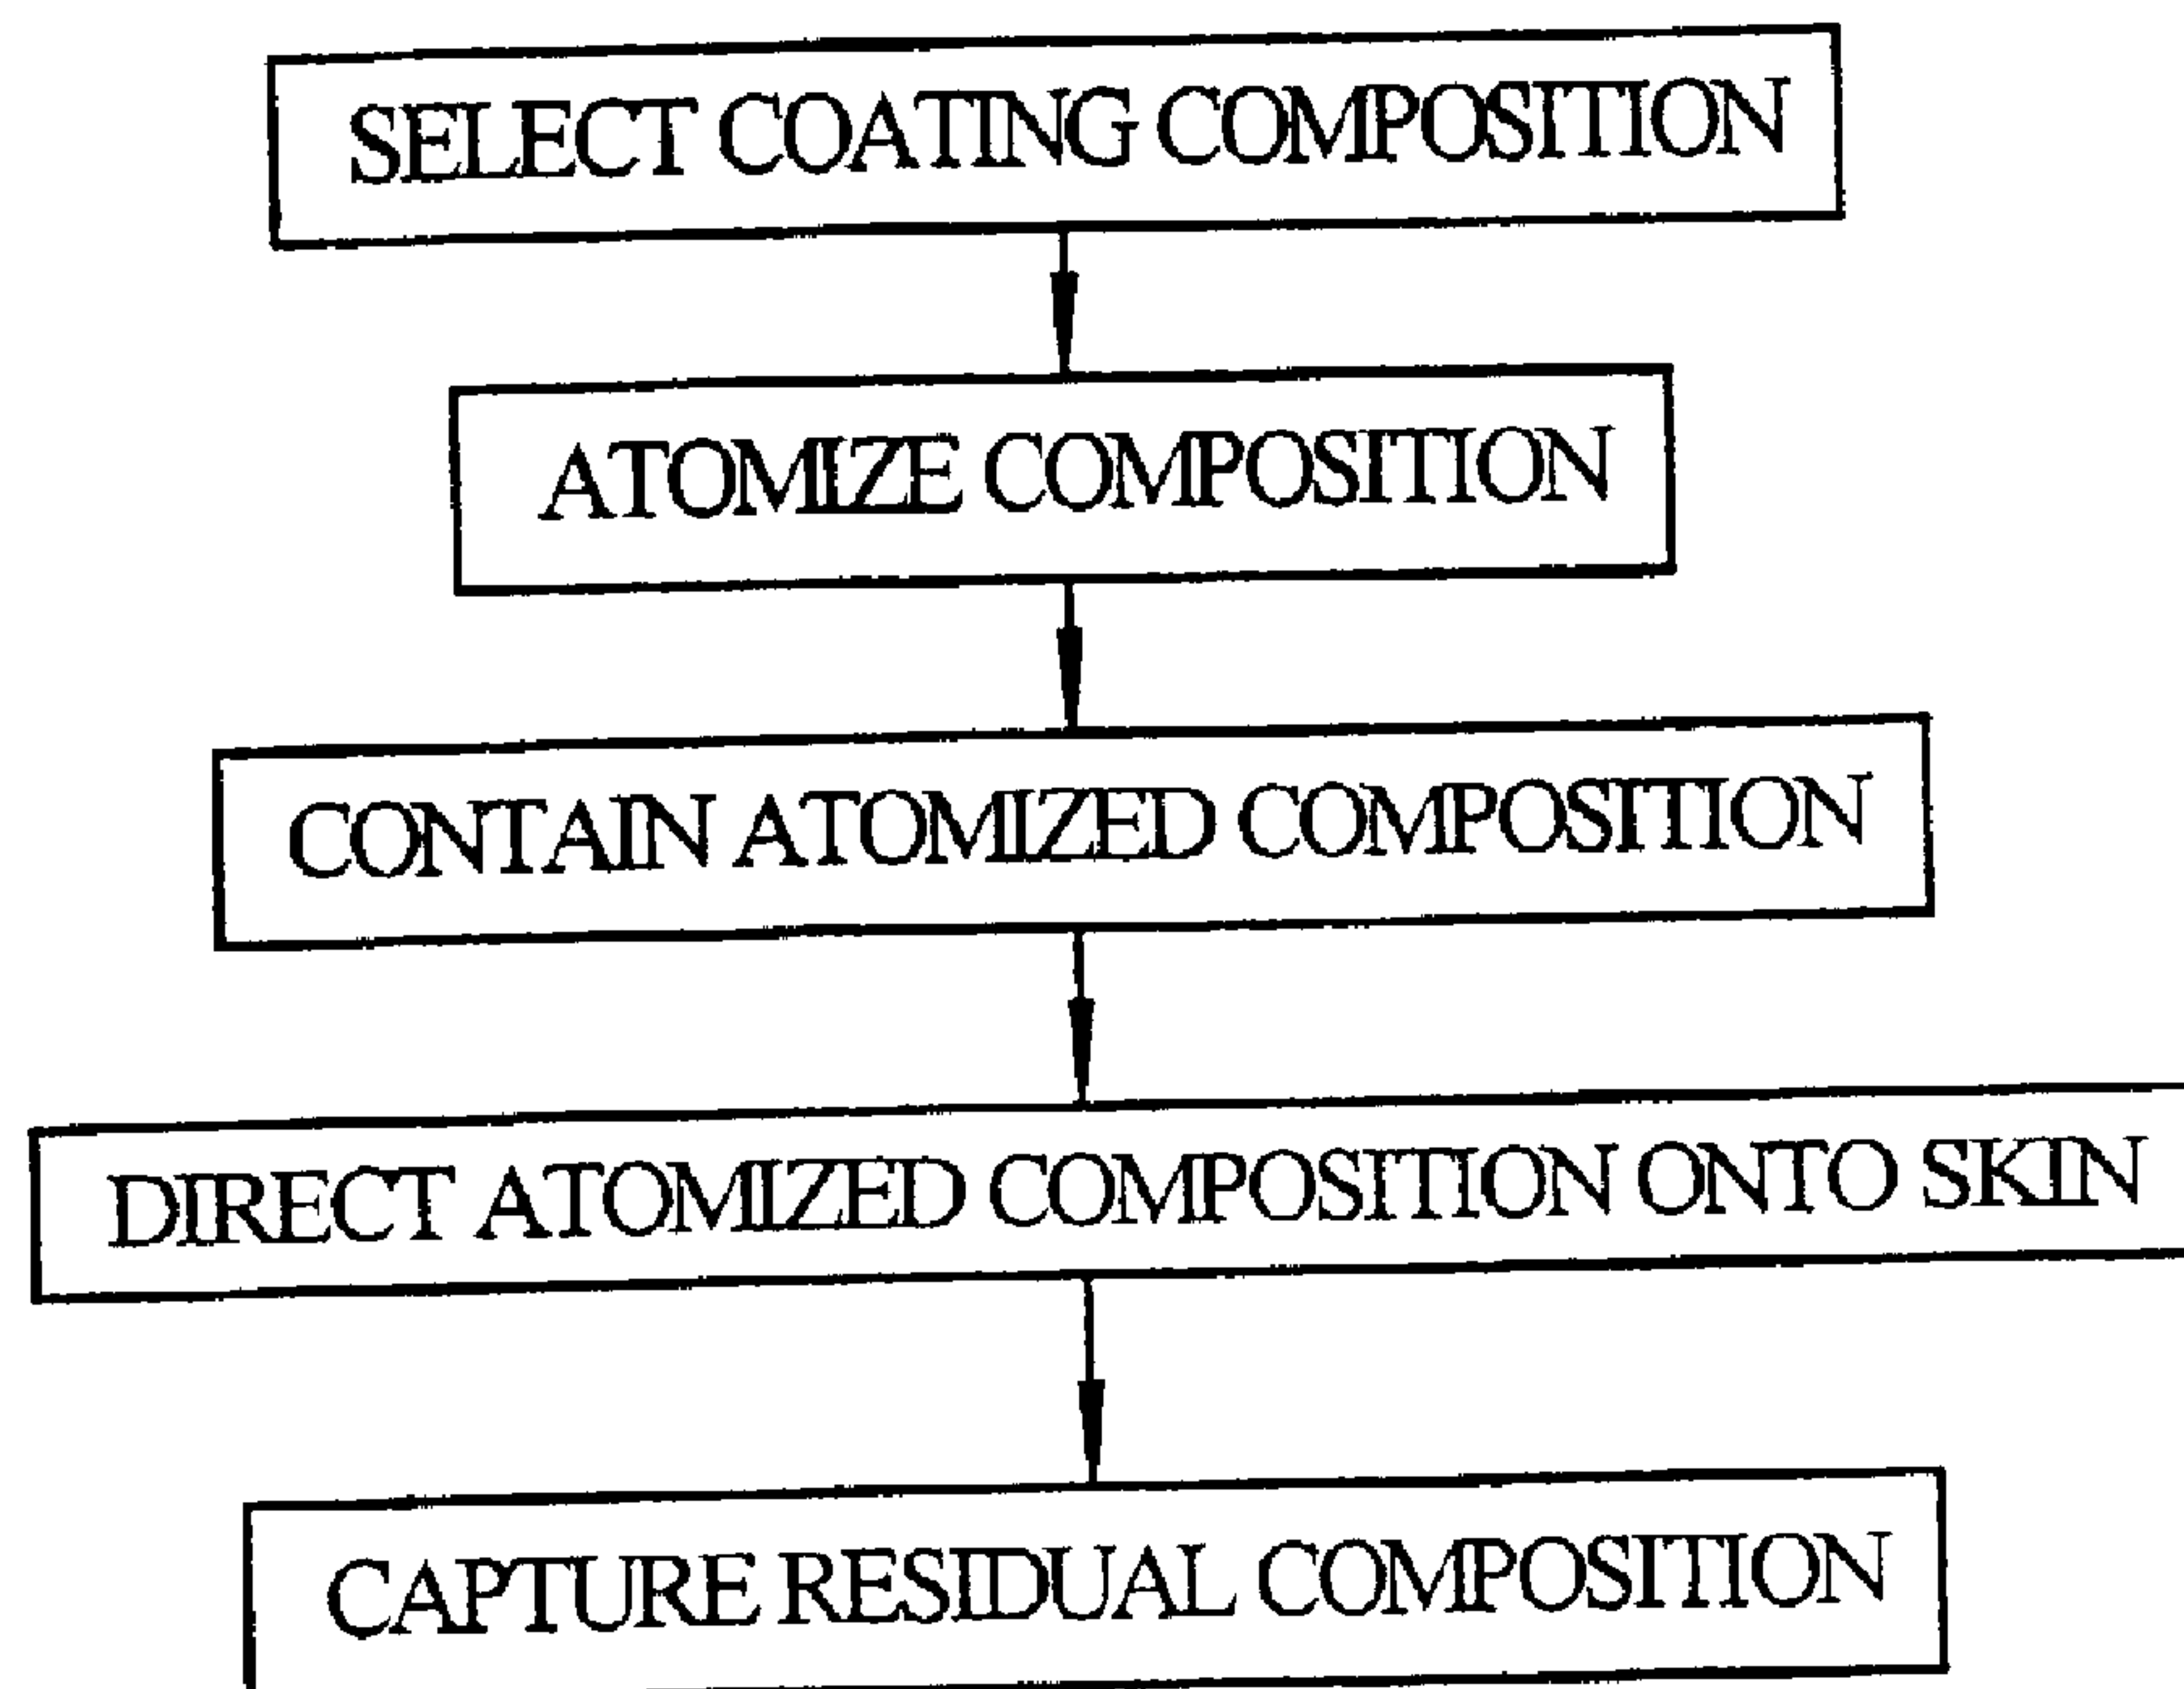 SELECT COATING COMPOSITION
ATOMIZE COMPOSITION
CONTAIN ATOMIZED COMPOSITION
DIRECT ATOMIZED COMPOSITION ONTO SKIN
CAPTURE RESIDUAL COMPOSITION